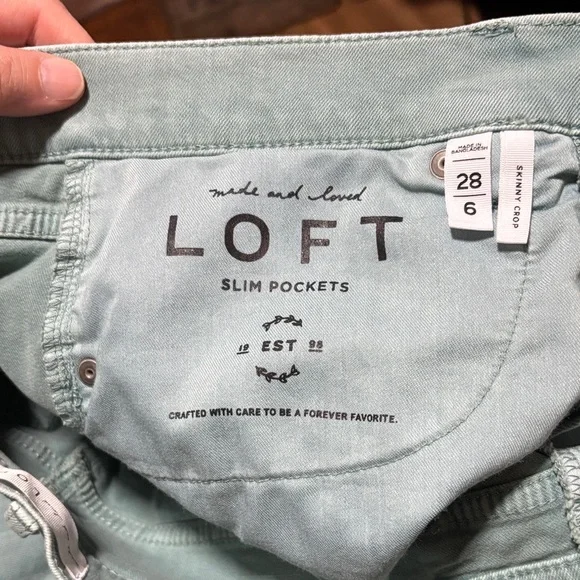 made and loved
LOFT
SLIM POCKETS
19 EST 98
CRAFTED WITH CARE TO BE A FOREVER FAVORITE.
MADE IN
BANGLADESH
28
6
SKINNY CROP